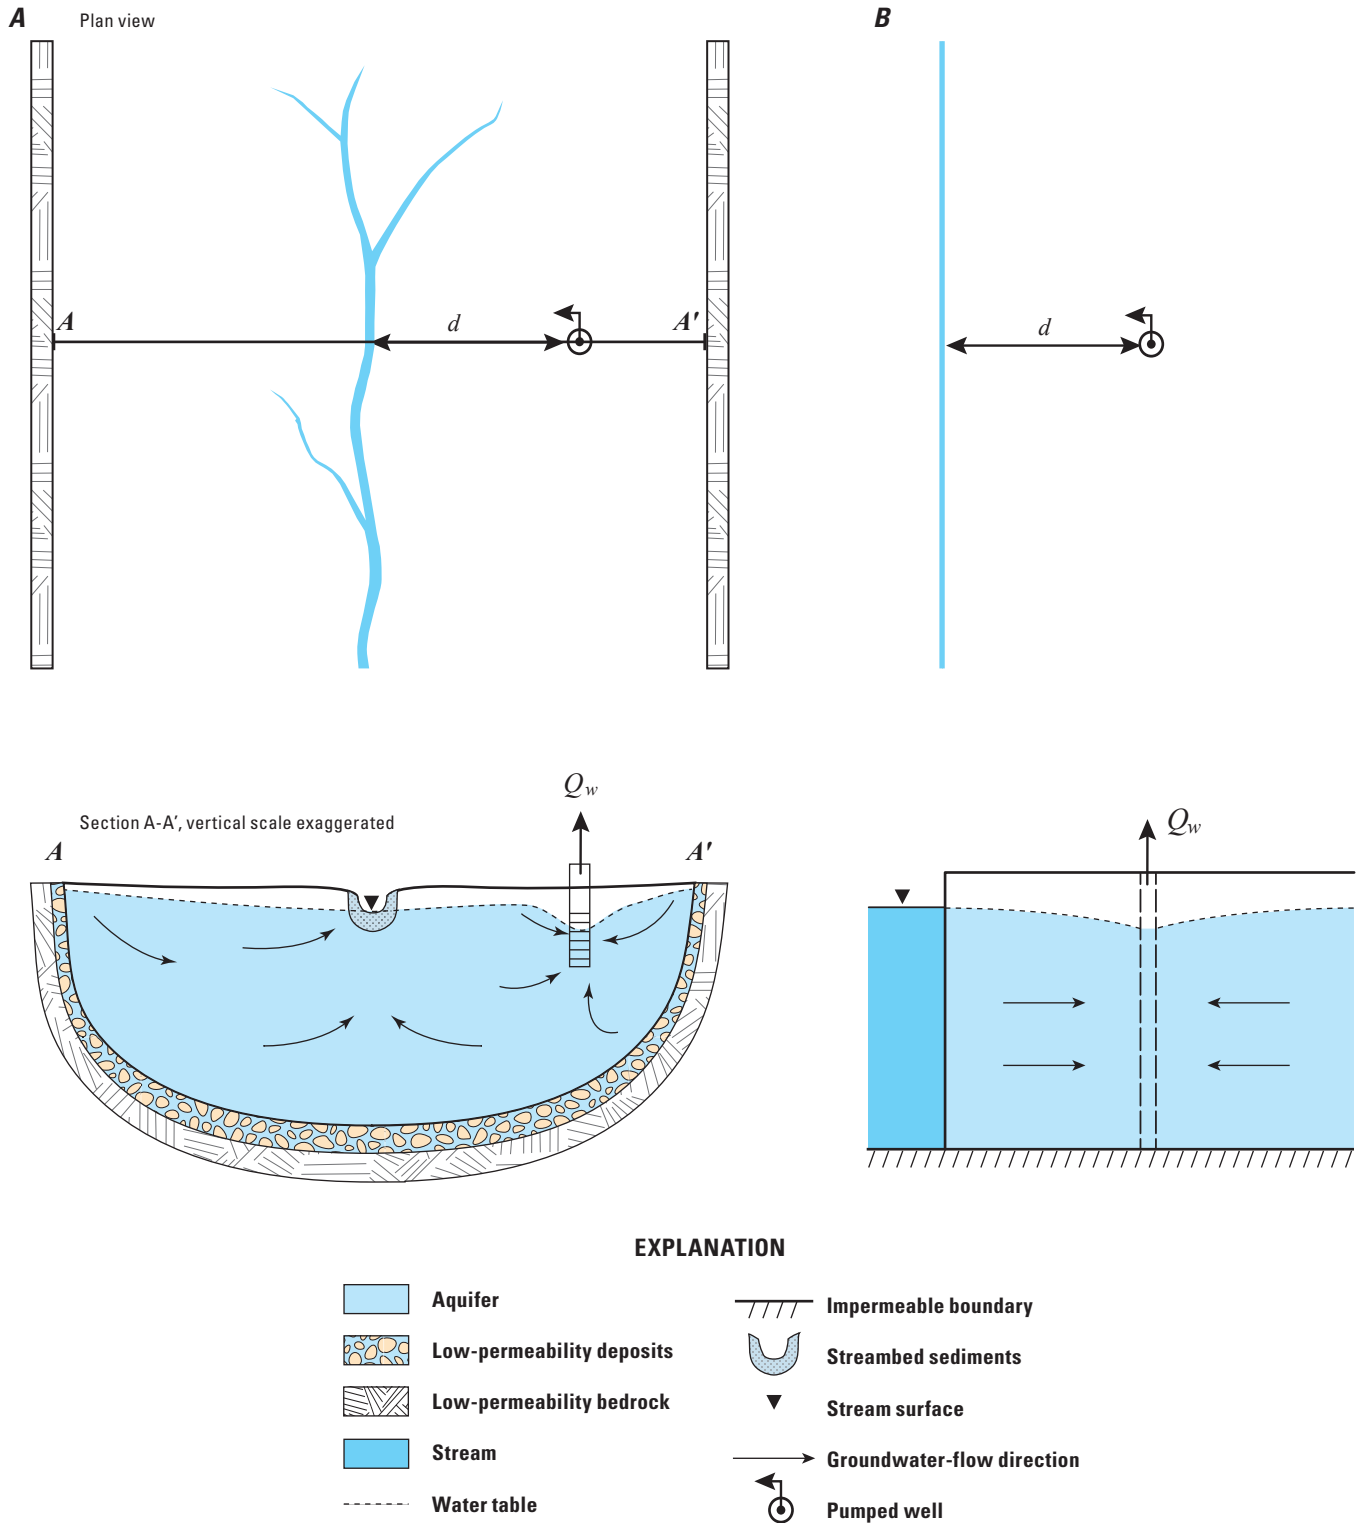 A Plan view
B
A
d
A'
d
Qw
Section A-A', vertical scale exaggerated
A
A'
Qw
EXPLANATION
Aquifer
Low-permeability deposits
Low-permeability bedrock
Stream
Water table
Impermeable boundary
Streambed sediments
Stream surface
Groundwater-flow direction
Pumped well